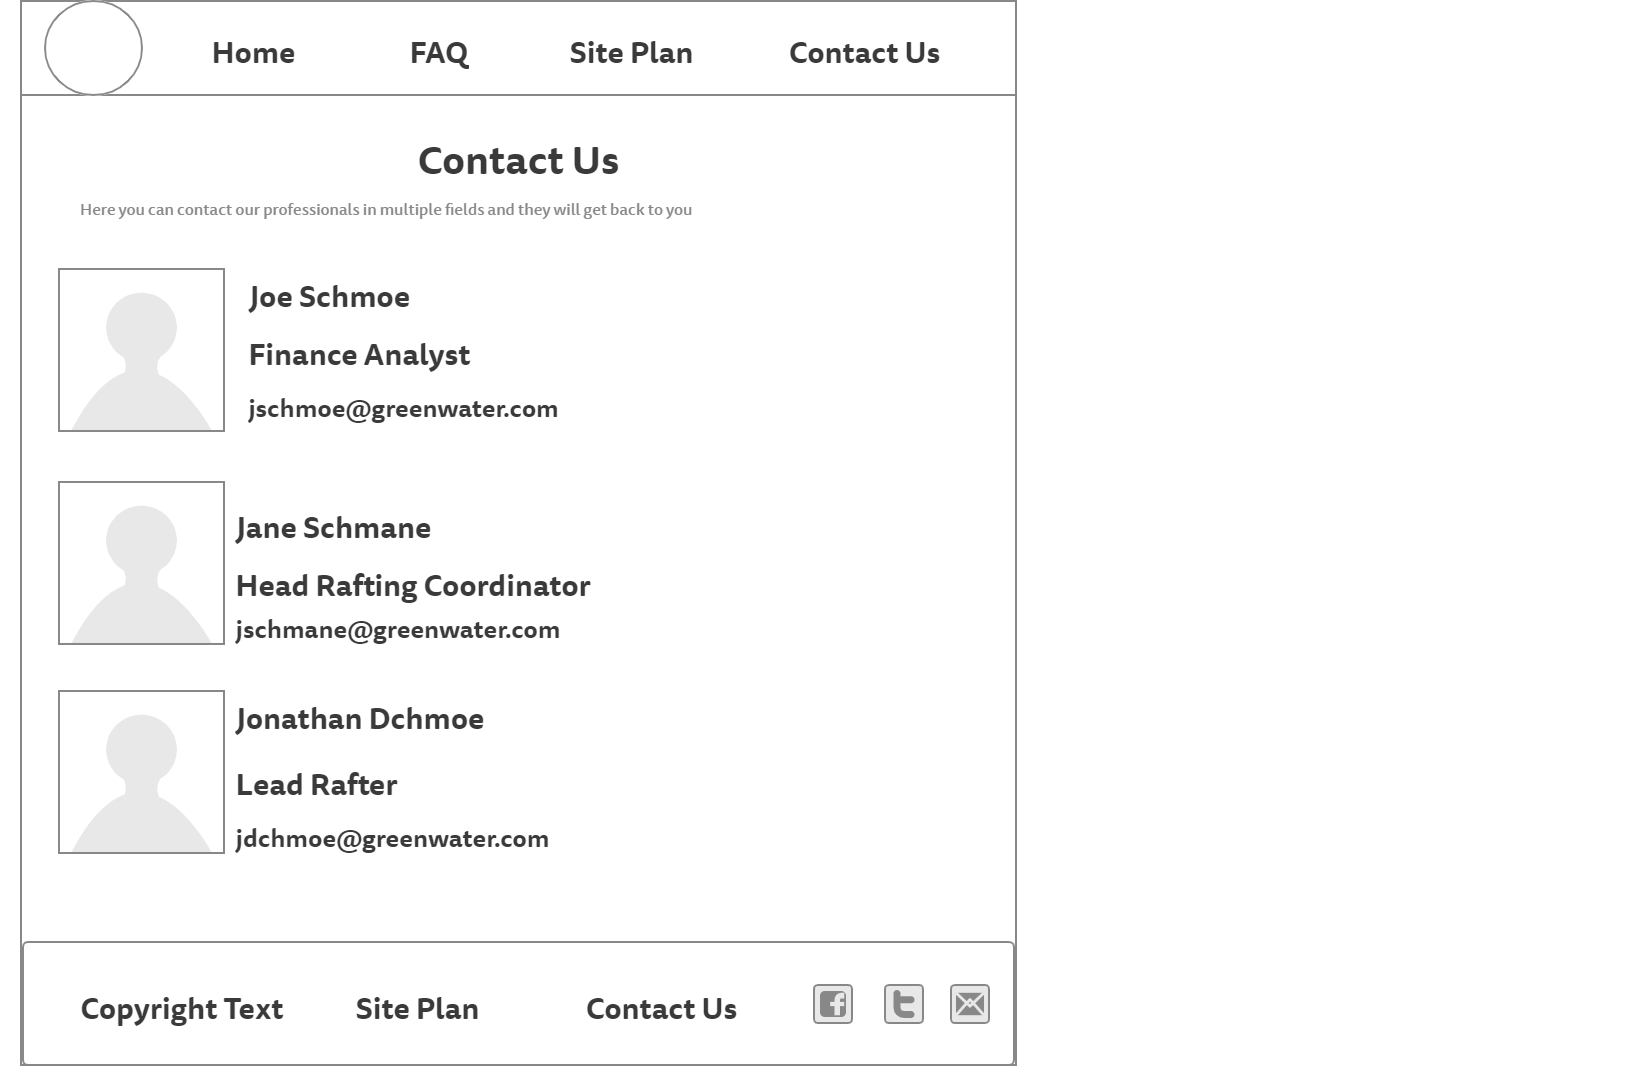 Home FAQ Site Plan Contact Us
Contact Us
Here you can contact our professionals in multiple fields and they will get back to you
Joe Schmoe
Finance Analyst
jschmoe@greenwater.com
Jane Schmane
Head Rafting Coordinator
jschmane@greenwater.com
Jonathan Dchmoe
Lead Rafter
jdchmoe@greenwater.com
Copyright Text Site Plan Contact Us